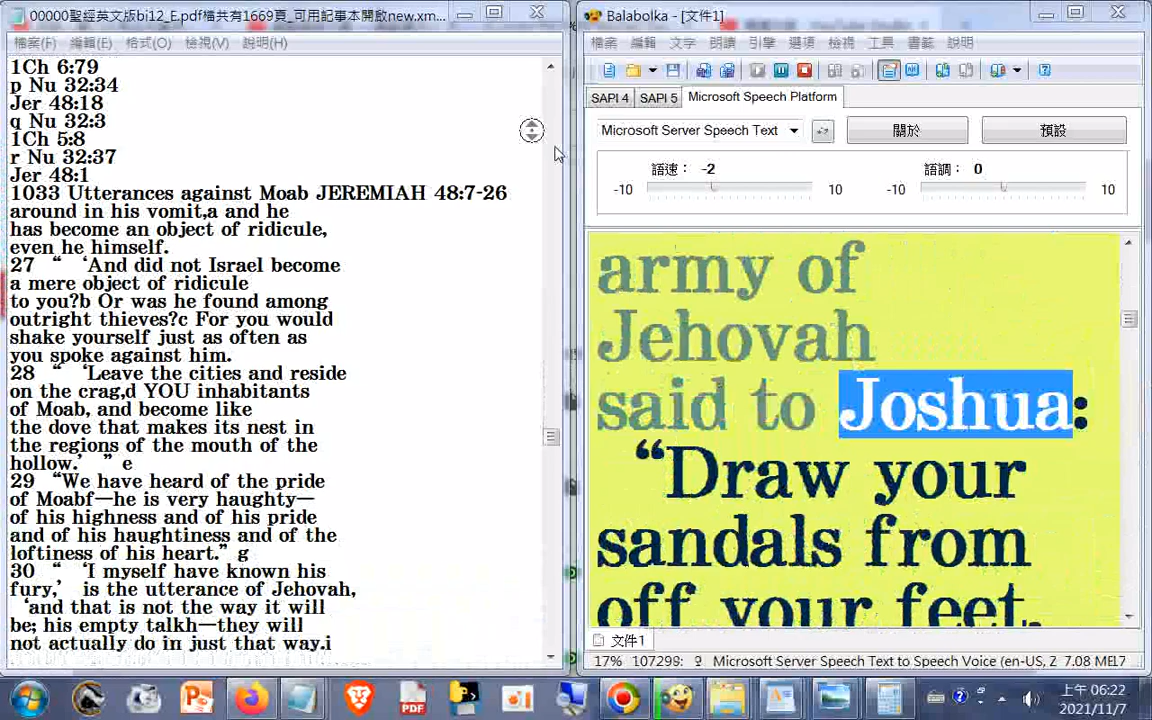 00000聖經英文版bi12_E.pdf檔共有1669頁_可用記事本開啟new.xm...
檔案(F) 編輯(E) 格式(O) 檢視(V) 說明(H)
1Ch 6:79
p Nu 32:34
Jer 48:18
q Nu 32:3
1Ch 5:8
r Nu 32:37
Jer 48:1
1033 Utterances against Moab JEREMIAH 48:7-26
around in his vomit,a and he
has become an object of ridicule,
even he himself.
27 “ ‘And did not Israel become
a mere object of ridicule
to you?b Or was he found among
outright thieves?c For you would
shake yourself just as often as
you spoke against him.
28 “ ‘Leave the cities and reside
on the crag,d YOU inhabitants
of Moab, and become like
the dove that makes its nest in
the regions of the mouth of the
hollow.’ ” e
29 “We have heard of the pride
of Moabf—he is very haughty—
of his highness and of his pride
and of his haughtiness and of the
loftiness of his heart.” g
30 “ ‘I myself have known his
fury,’ is the utterance of Jehovah,
‘and that is not the way it will
be; his empty talkh—they will
not actually do in just that way.i
Balabolka - [文件1]
檔案 編輯 文字 朗讀 引擎 選項 檢視 工具 書籤 說明
SAPI 4 SAPI 5 Microsoft Speech Platform
Microsoft Server Speech Text 關於 預設
語速： -2 語調： 0
-10 10 -10 10
army of
Jehovah
said to Joshua:
“Draw your
sandals from
off your feet,
文件1
17% 107298: Microsoft Server Speech Text to Speech Voice (en-US, 2 7.08 ME
PDF
上午 06:22
2021/11/7